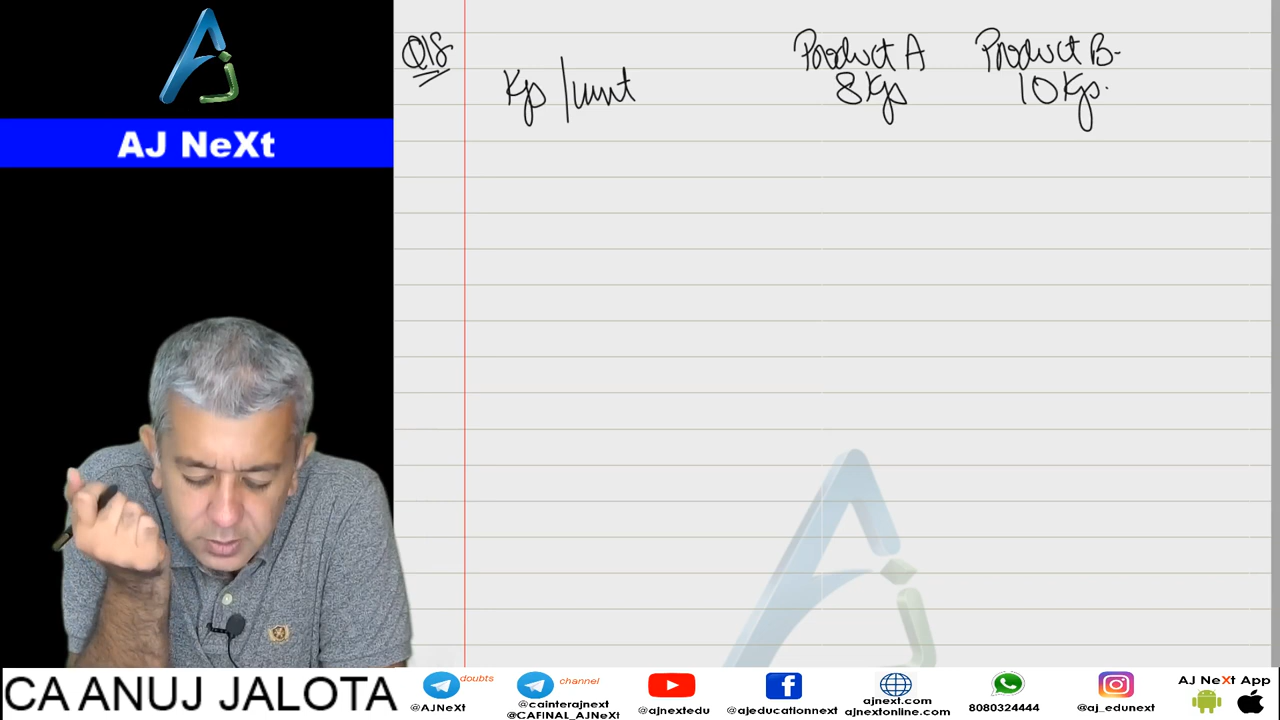 AJ NeXt
Q18
Product A Product B
Kgs/unit 8 Kgs 10 Kgs.
CA ANUJ JALOTA
doubts
@AJNeXt
channel
@cainterajnext
@CAFINAL_AJNeXt
@ajnextedu
@ajeducationnext
ajnext.com
ajnextonline.com
8080324444
@aj_edunext
AJ NeXt App